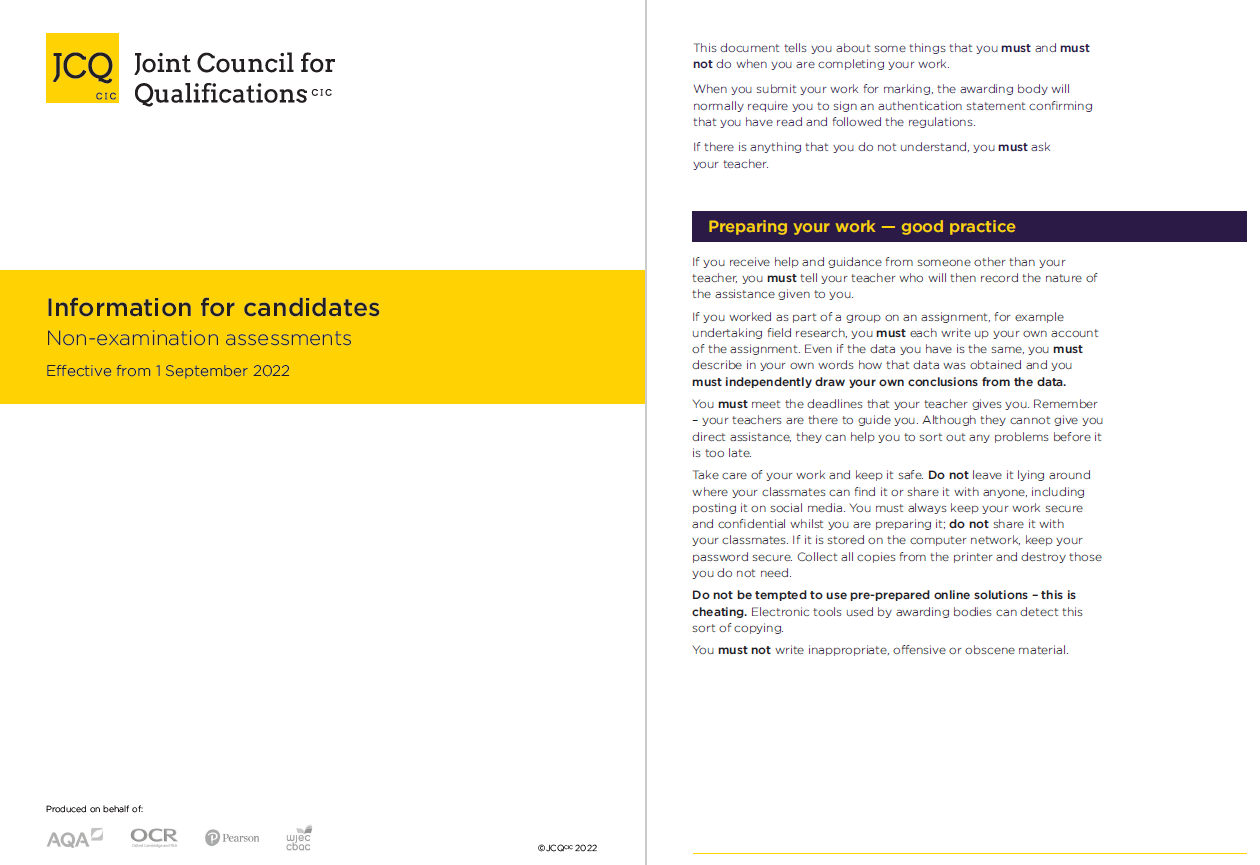 JCQ
CIC
Joint Council for
Qualifications CIC
Information for candidates
Non-examination assessments
Effective from 1 September 2022
Produced on behalf of:
AQA
OCR
Pearson
wjec
cbac
©JCQCIC 2022
This document tells you about some things that you must and must
not do when you are completing your work.
When you submit your work for marking, the awarding body will
normally require you to sign an authentication statement confirming
that you have read and followed the regulations.
If there is anything that you do not understand, you must ask
your teacher.
Preparing your work — good practice
If you receive help and guidance from someone other than your
teacher, you must tell your teacher who will then record the nature of
the assistance given to you.
If you worked as part of a group on an assignment, for example
undertaking field research, you must each write up your own account
of the assignment. Even if the data you have is the same, you must
describe in your own words how that data was obtained and you
must independently draw your own conclusions from the data.
You must meet the deadlines that your teacher gives you. Remember
– your teachers are there to guide you. Although they cannot give you
direct assistance, they can help you to sort out any problems before it
is too late.
Take care of your work and keep it safe. Do not leave it lying around
where your classmates can find it or share it with anyone, including
posting it on social media. You must always keep your work secure
and confidential whilst you are preparing it; do not share it with
your classmates. If it is stored on the computer network, keep your
password secure. Collect all copies from the printer and destroy those
you do not need.
Do not be tempted to use pre-prepared online solutions – this is
cheating. Electronic tools used by awarding bodies can detect this
sort of copying.
You must not write inappropriate, offensive or obscene material.